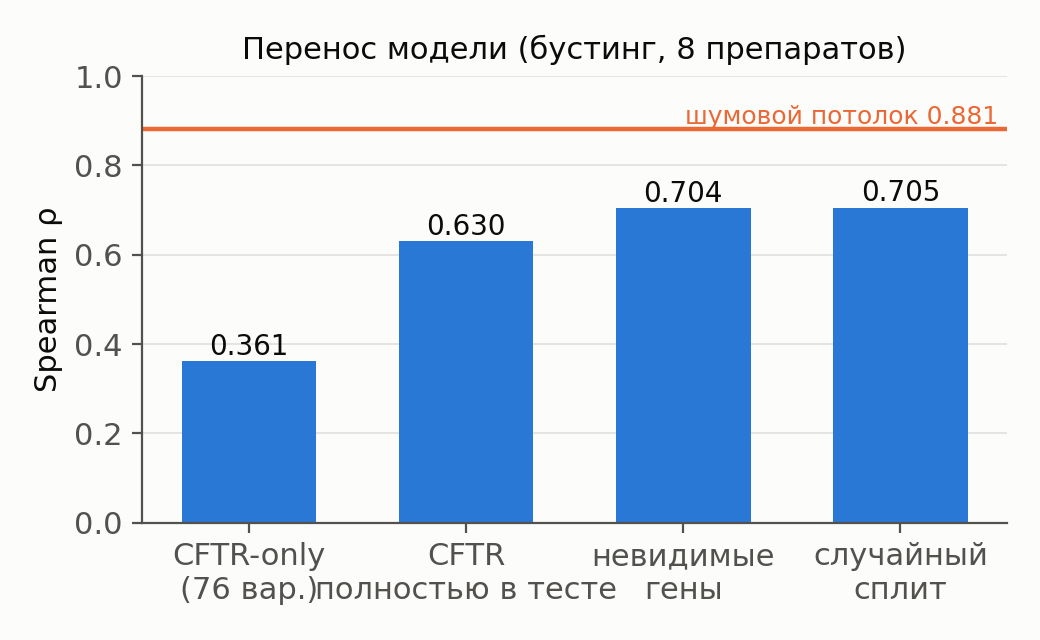 Перенос модели (бустинг, 8 препаратов)
1.0
шумовой потолок 0.881
0.8
0.705
0.704
0.630
0.6
Spearman ρ
0.4
0.361
0.2
0.0
CFTR-only
(76 вар.)
CFTR
полностью в тесте
невидимые
гены
случайный
сплит